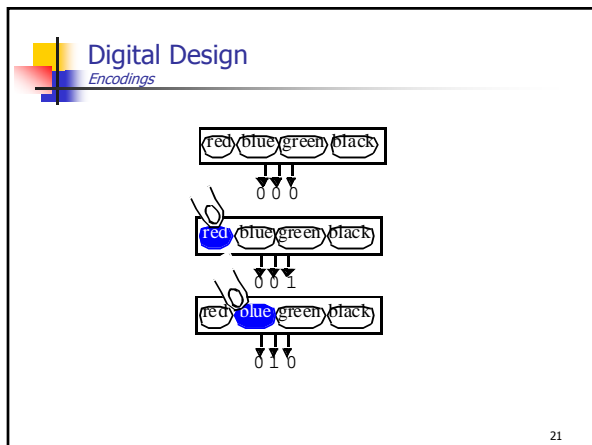 Digital Design
Encodings
red blue green black
0 0 0
red blue green black
0 0 1
red blue green black
0 1 0
21